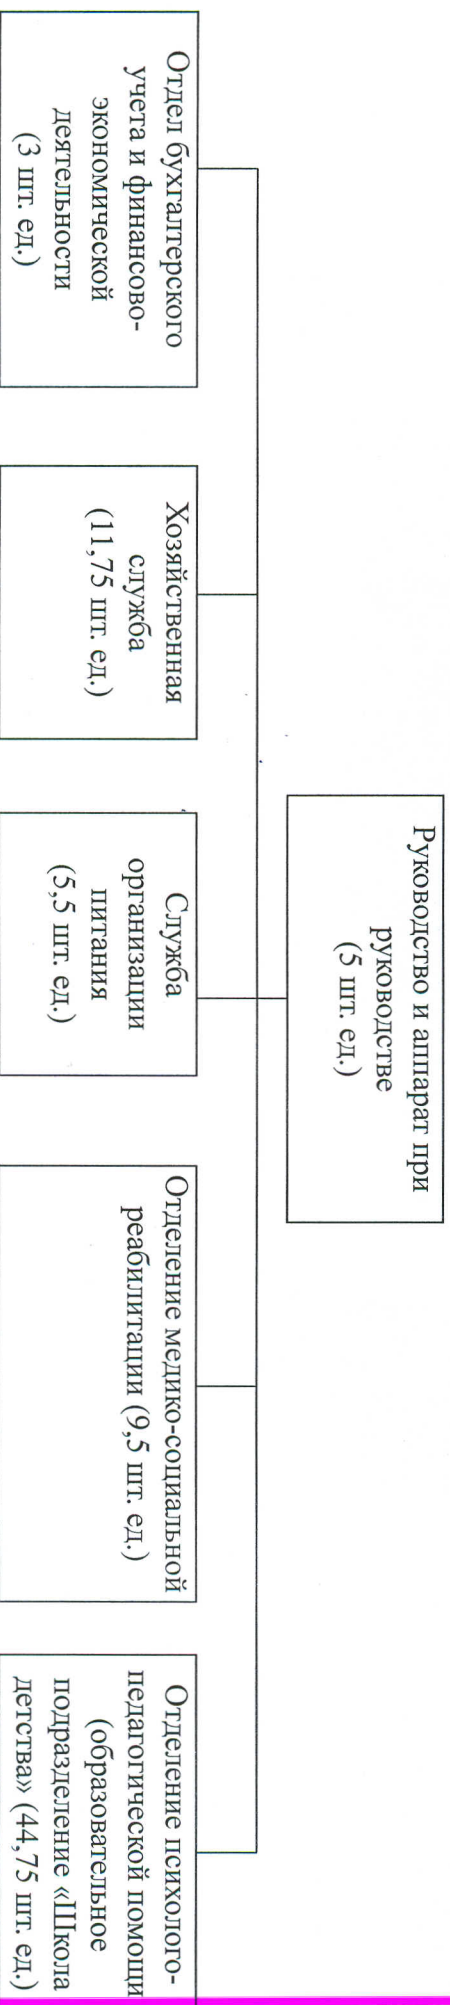 Руководство и аппарат при
руководстве
(5 шт. ед.)
Отдел бухгалтерского
учета и финансово-
экономической
деятельности
(3 шт. ед.)
Хозяйственная
служба
(11,75 шт. ед.)
Служба
организации
питания
(5,5 шт. ед.)
Отделение медико-социальной
реабилитации (9,5 шт. ед.)
Отделение психолого-
педагогической помощи
(образовательное
подразделение «Школа
детства» (44,75 шт. ед.)